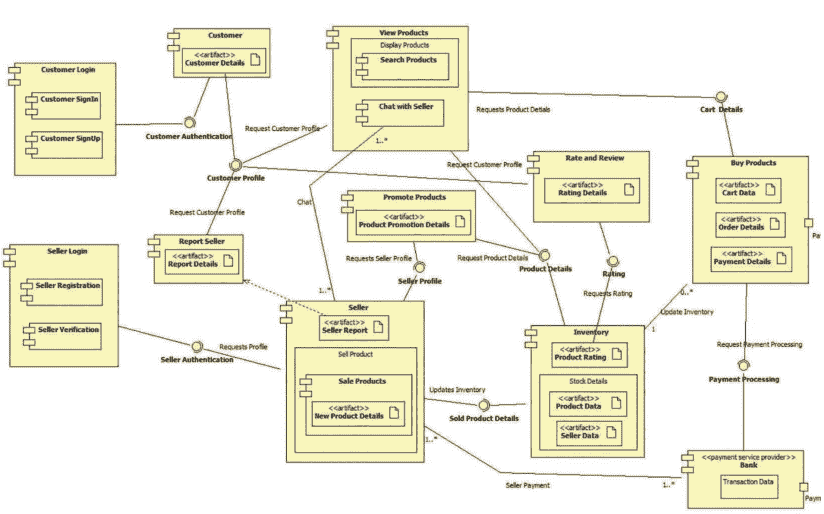 Customer Login
Customer SignIn
Customer SignUp
Customer
<<artifact>>
Customer Details
View Products
Display Products
Search Products
Chat with Seller
1..*
Customer Authentication
Request Customer Profile
Customer Profile
Requests Product Detials
Cart Details
Request Customer Profile
Rate and Review
<<artifact>>
Rating Details
Buy Products
<<artifact>>
Cart Data
<<artifact>>
Order Details
<<artifact>>
Payment Details
Pa
Chat
Promote Products
<<artifact>>
Product Promotion Details
Request Customer Profile
Report Seller
<<artifact>>
Report Details
Seller Login
Seller Registration
Seller Verification
Requests Seller Profile
Seller Profile
Request Product Details
Product Details
Rating
Requests Rating
1..*
0..*
1
Update Inventory
Seller
<<artifact>>
Seller Report
Sell Product
Sale Products
<<artifact>>
New Product Details
1..*
Requests Profile
Seller Authentication
Inventory
<<artifact>>
Product Rating
Stock Details
<<artifact>>
Product Data
<<artifact>>
Seller Data
Updates Inventory
Sold Product Details
Request Payment Processing
Payment Processing
Seller Payment
1..*
<<payment service provider>>
Bank
Transaction Data
Paym